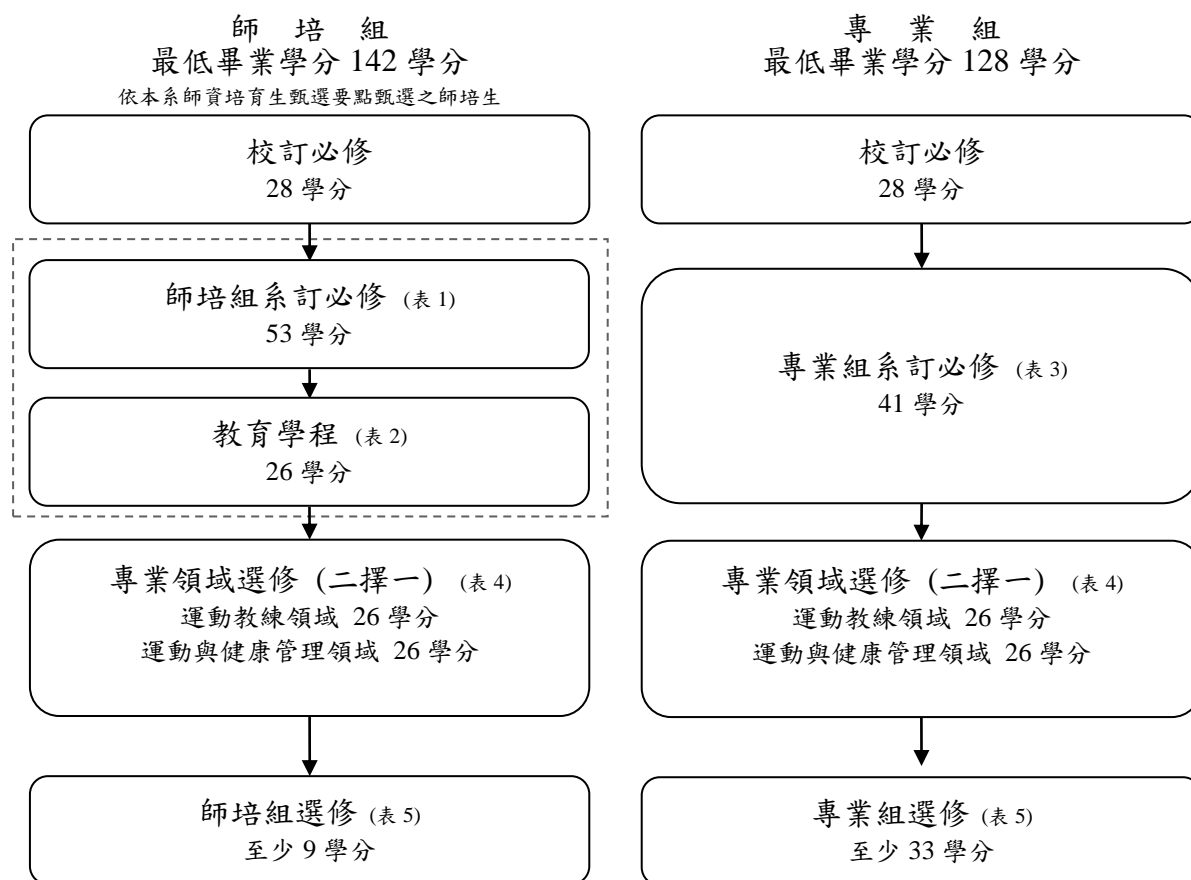 師 培 組
最低畢業學分 142 學分
依本系師資培育生甄選要點甄選之師培生
校訂必修
28 學分
師培組系訂必修 (表 1)
53 學分
教育學程 (表 2)
26 學分
專業領域選修 (二擇一) (表 4)
運動教練領域 26 學分
運動與健康管理領域 26 學分
師培組選修 (表 5)
至少 9 學分
專 業 組
最低畢業學分 128 學分
校訂必修
28 學分
專業組系訂必修 (表 3)
41 學分
專業領域選修 (二擇一) (表 4)
運動教練領域 26 學分
運動與健康管理領域 26 學分
專業組選修 (表 5)
至少 33 學分